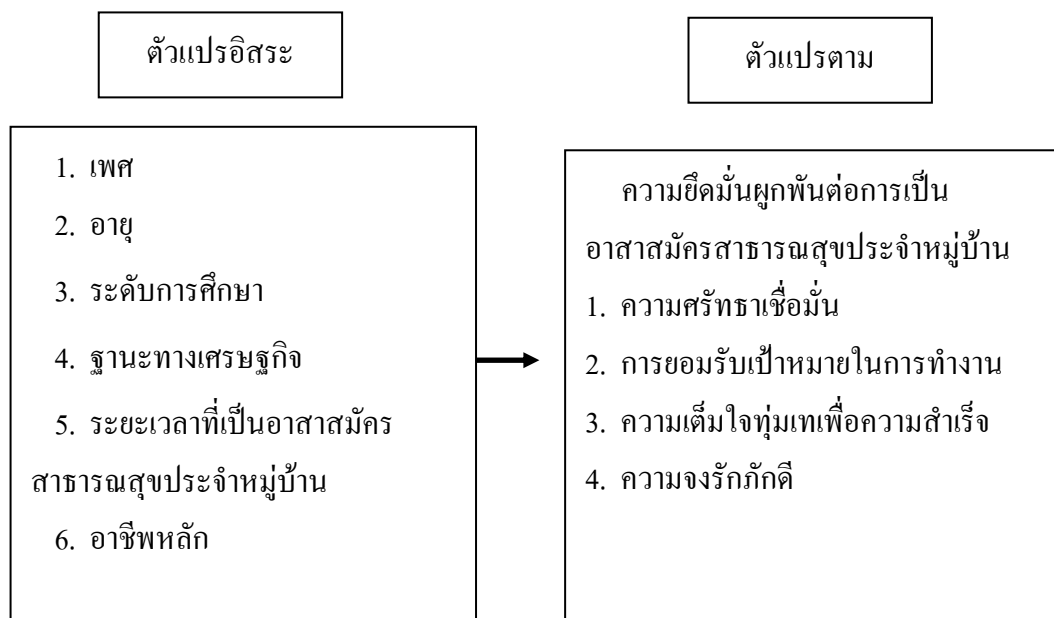 ตัวแปรอิสระ
1. เพศ
2. อายุ
3. ระดับการศึกษา
4. ฐานะทางเศรษฐกิจ
5. ระยะเวลาที่เป็นอาสาสมัคร
สาธารณสุขประจำหมู่บ้าน
6. อาชีพหลัก
ตัวแปรตาม
ความยึดมั่นผูกพันต่อการเป็น
อาสาสมัครสาธารณสุขประจำหมู่บ้าน
1. ความศรัทธาเชื่อมั่น
2. การยอมรับเป้าหมายในการทำงาน
3. ความเต็มใจทุ่มเทเพื่อความสำเร็จ
4. ความจงรักภักดี